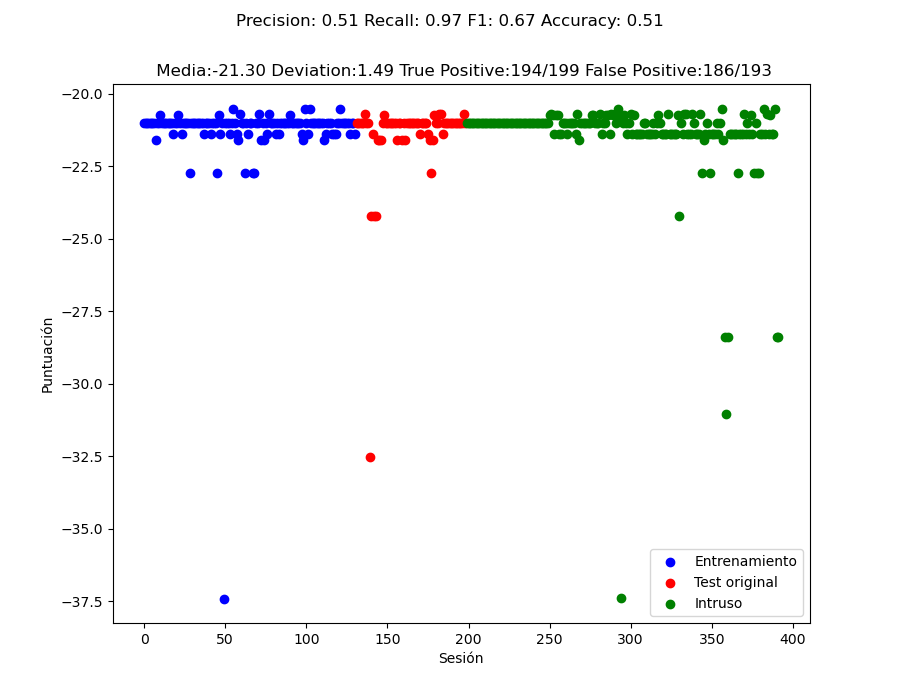 Precision: 0.51 Recall: 0.97 F1: 0.67 Accuracy: 0.51
Media:-21.30 Deviation:1.49 True Positive:194/199 False Positive:186/193
−20.0
−22.5
−25.0
−27.5
−30.0
−32.5
−35.0
−37.5
Puntuación
Entrenamiento
Test original
Intruso
0 50 100 150 200 250 300 350 400
Sesión